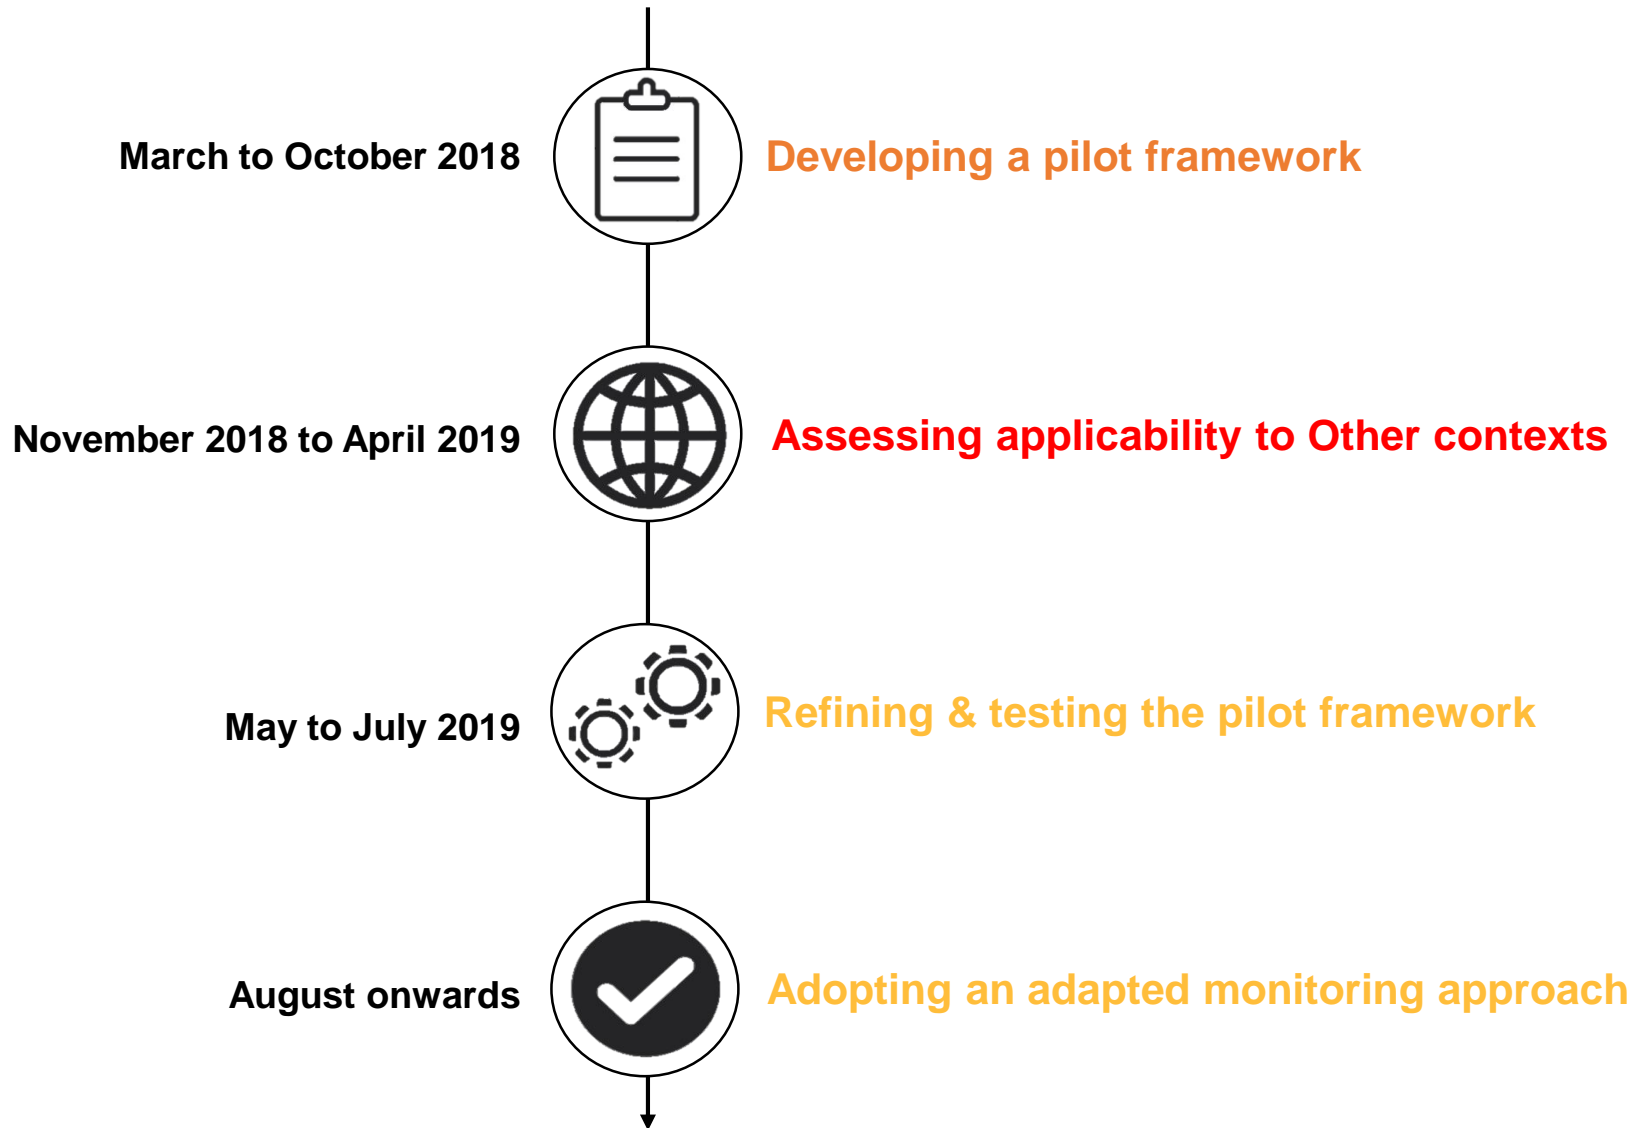 March to October 2018
Developing a pilot framework
November 2018 to April 2019
Assessing applicability to Other contexts
May to July 2019
Refining & testing the pilot framework
August onwards
Adopting an adapted monitoring approach